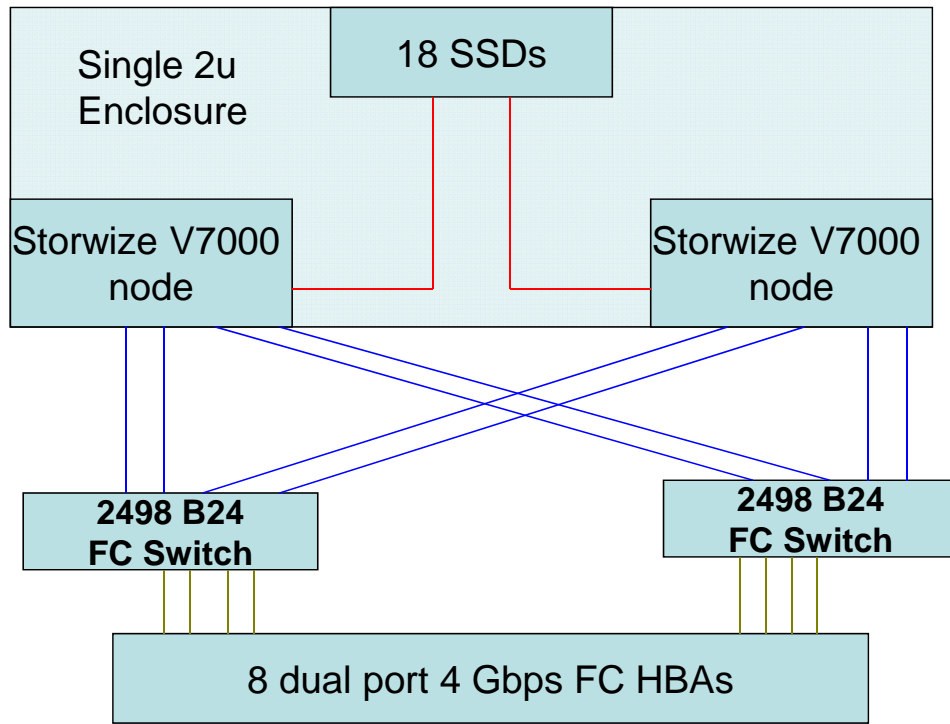 18 SSDs
Single 2u
Enclosure
Storwize V7000
node
Storwize V7000
node
2498 B24
FC Switch
2498 B24
FC Switch
8 dual port 4 Gbps FC HBAs